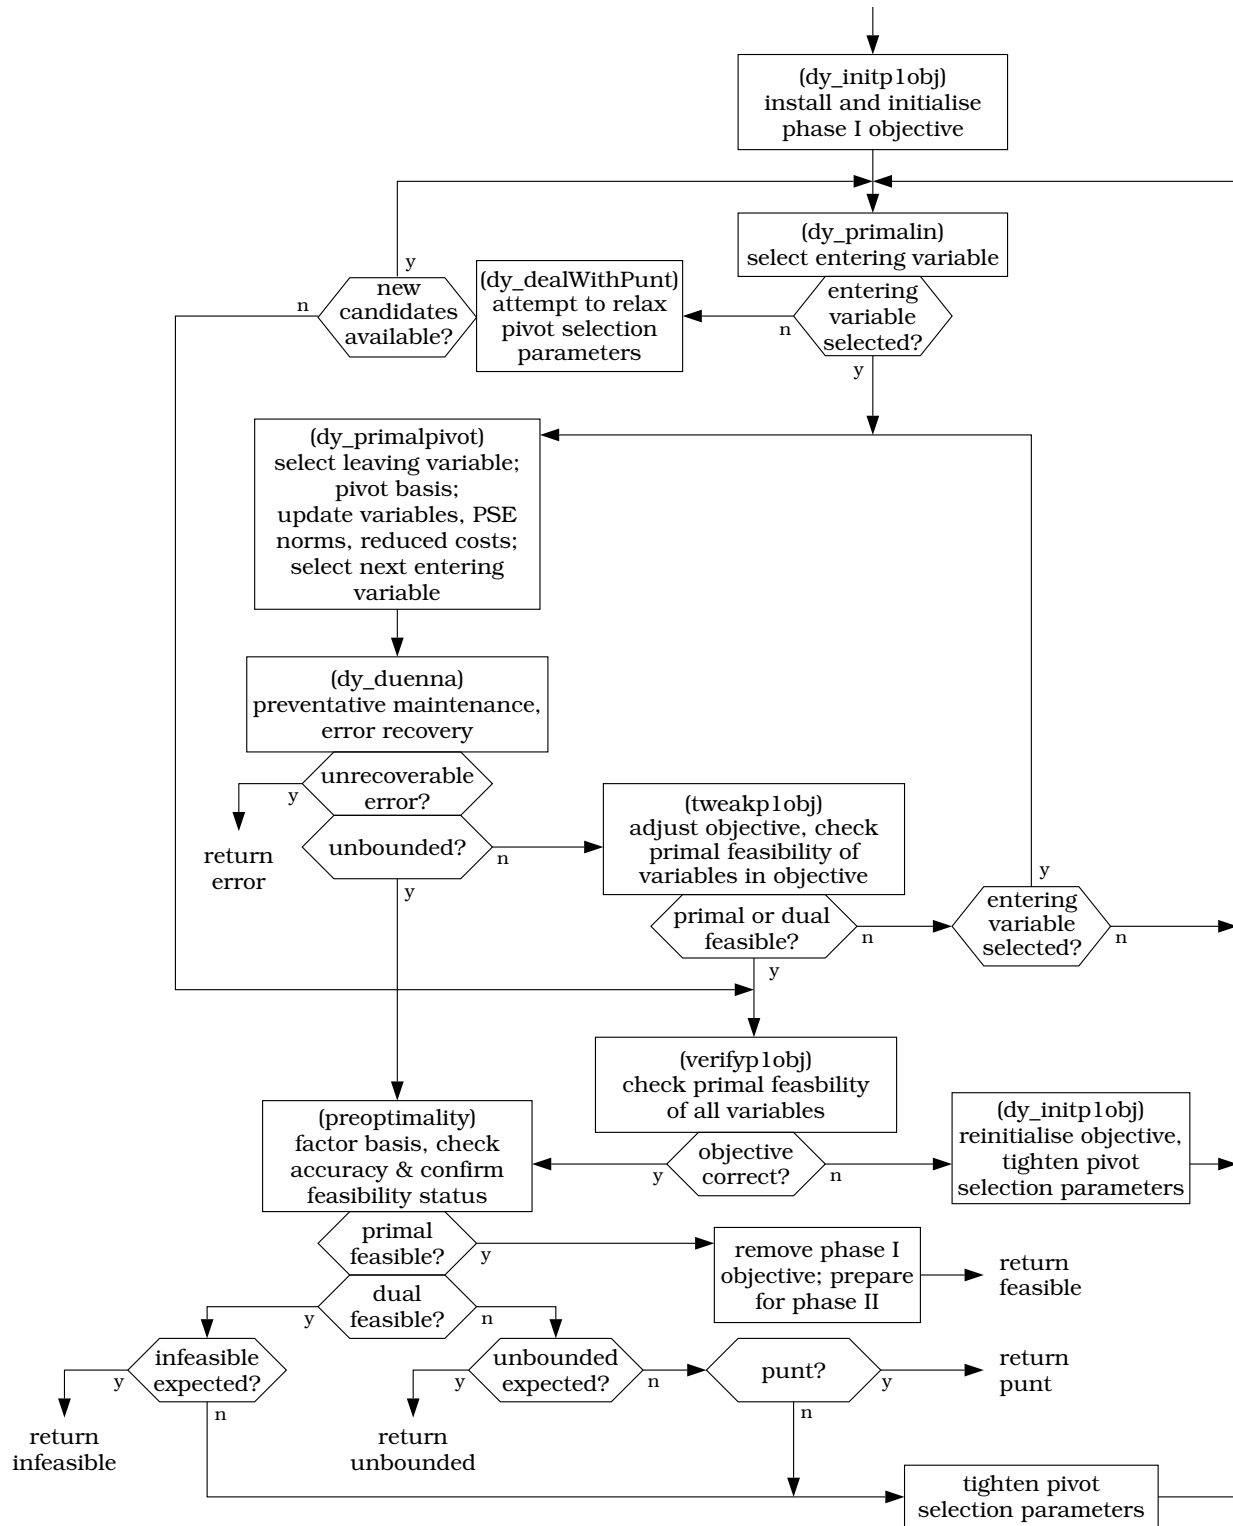 (dy_initp1obj)
install and initialise
phase I objective
(dy_primalin)
select entering variable
entering
variable
selected?
n
y
(dy_dealWithPunt)
attempt to relax
pivot selection
parameters
new
candidates
available?
y
n
(dy_primalpivot)
select leaving variable;
pivot basis;
update variables, PSE
norms, reduced costs;
select next entering
variable
(dy_duenna)
preventative maintenance,
error recovery
unrecoverable
error?
y
return
error
unbounded?
n
y
(tweakp1obj)
adjust objective, check
primal feasibility of
variables in objective
primal or dual
feasible?
n
y
entering
variable
selected?
y
n
(verifyp1obj)
check primal feasbility
of all variables
objective
correct?
y
n
(dy_initp1obj)
reinitialise objective,
tighten pivot
selection parameters
(preoptimality)
factor basis, check
accuracy & confirm
feasibility status
primal
feasible?
y
remove phase I
objective; prepare
for phase II
return
feasible
dual
feasible?
y
n
infeasible
expected?
y
n
return
infeasible
unbounded
expected?
y
n
return
unbounded
punt?
y
n
return
punt
tighten pivot
selection parameters